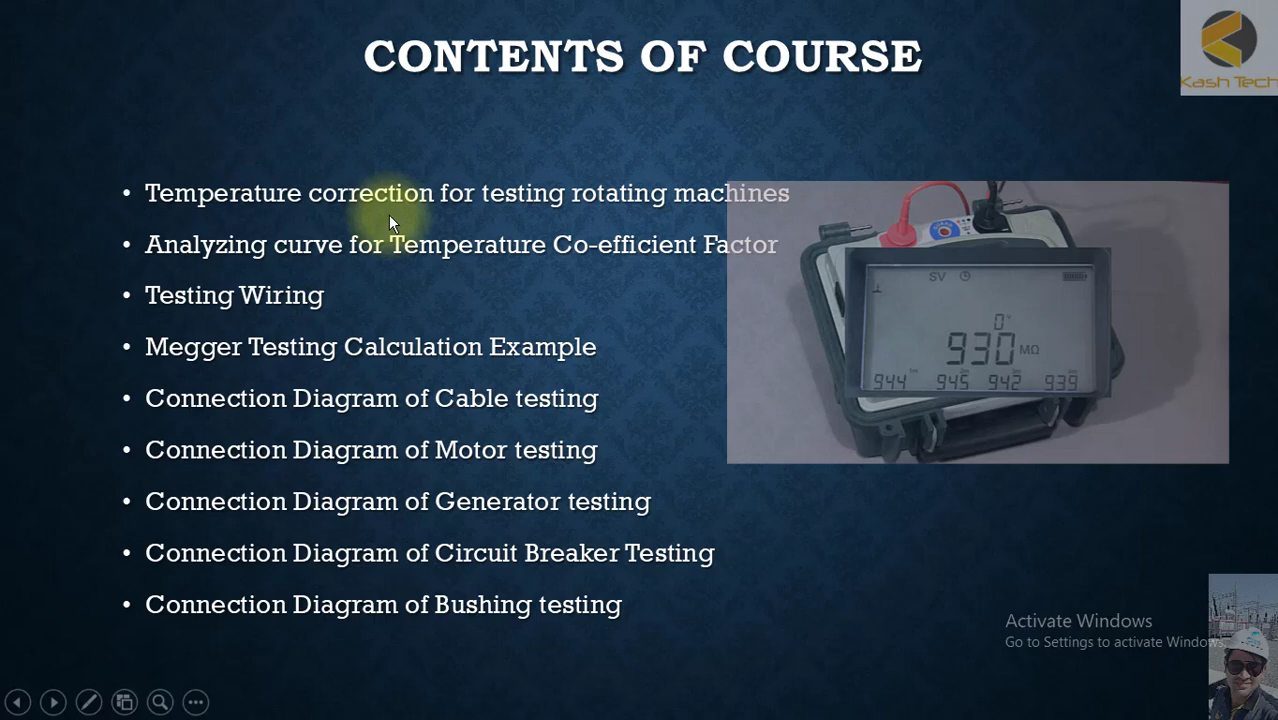 CONTENTS OF COURSE
Kash Tech
• Temperature correction for testing rotating machines
• Analyzing curve for Temperature Co-efficient Factor
• Testing Wiring
• Megger Testing Calculation Example
• Connection Diagram of Cable testing
• Connection Diagram of Motor testing
• Connection Diagram of Generator testing
• Connection Diagram of Circuit Breaker Testing
• Connection Diagram of Bushing testing
SV
930 MΩ
944 945 942 939
Activate Windows
Go to Settings to activate Windows.